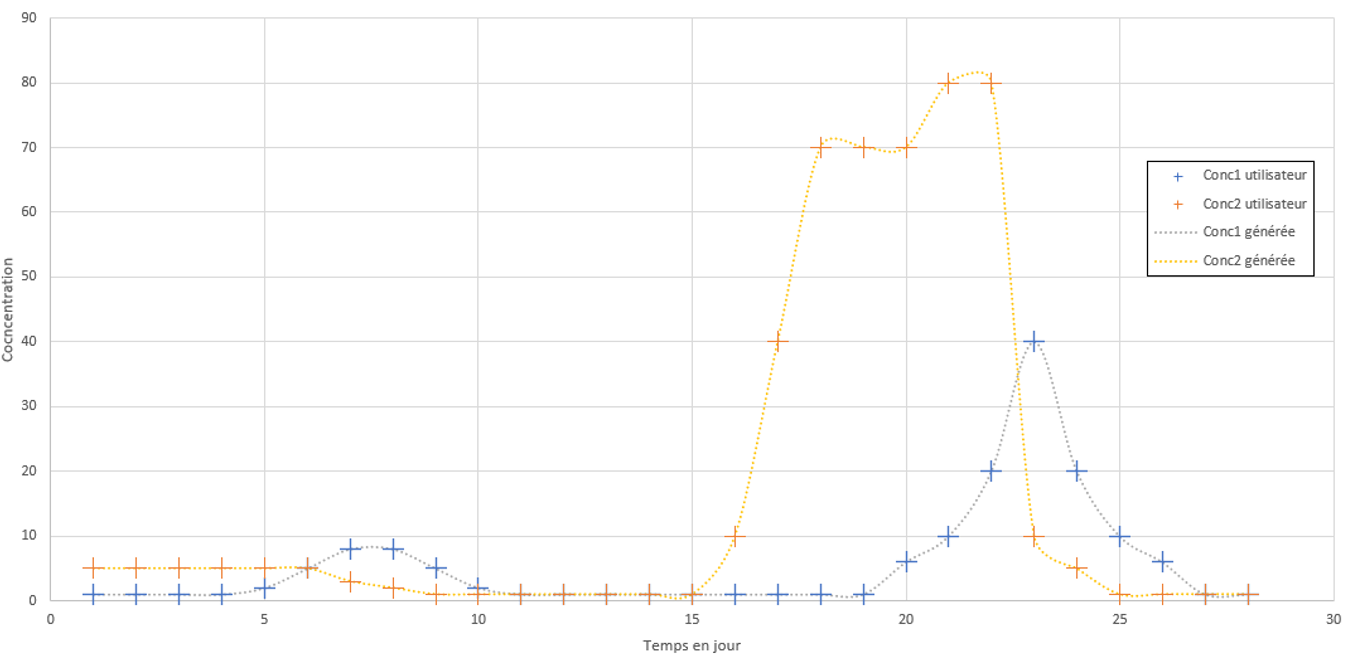 90
80
70
60
50
40
30
20
10
0
Cocncentration
0 5 10 15 20 25 30
Temps en jour
Conc1 utilisateur
Conc2 utilisateur
Conc1 générée
Conc2 générée